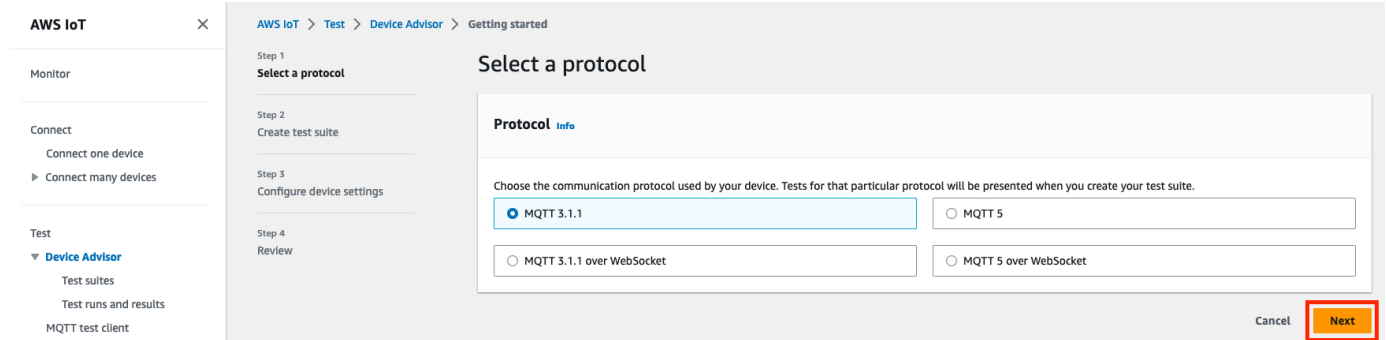 AWS IoT
Monitor
Connect
Connect one device
Connect many devices
Test
Device Advisor
Test suites
Test runs and results
MQTT test client
AWS IoT > Test > Device Advisor > Getting started
Step 1
Select a protocol
Step 2
Create test suite
Step 3
Configure device settings
Step 4
Review
Select a protocol
Protocol Info
Choose the communication protocol used by your device. Tests for that particular protocol will be presented when you create your test suite.
MQTT 3.1.1
MQTT 5
MQTT 3.1.1 over WebSocket
MQTT 5 over WebSocket
Cancel
Next